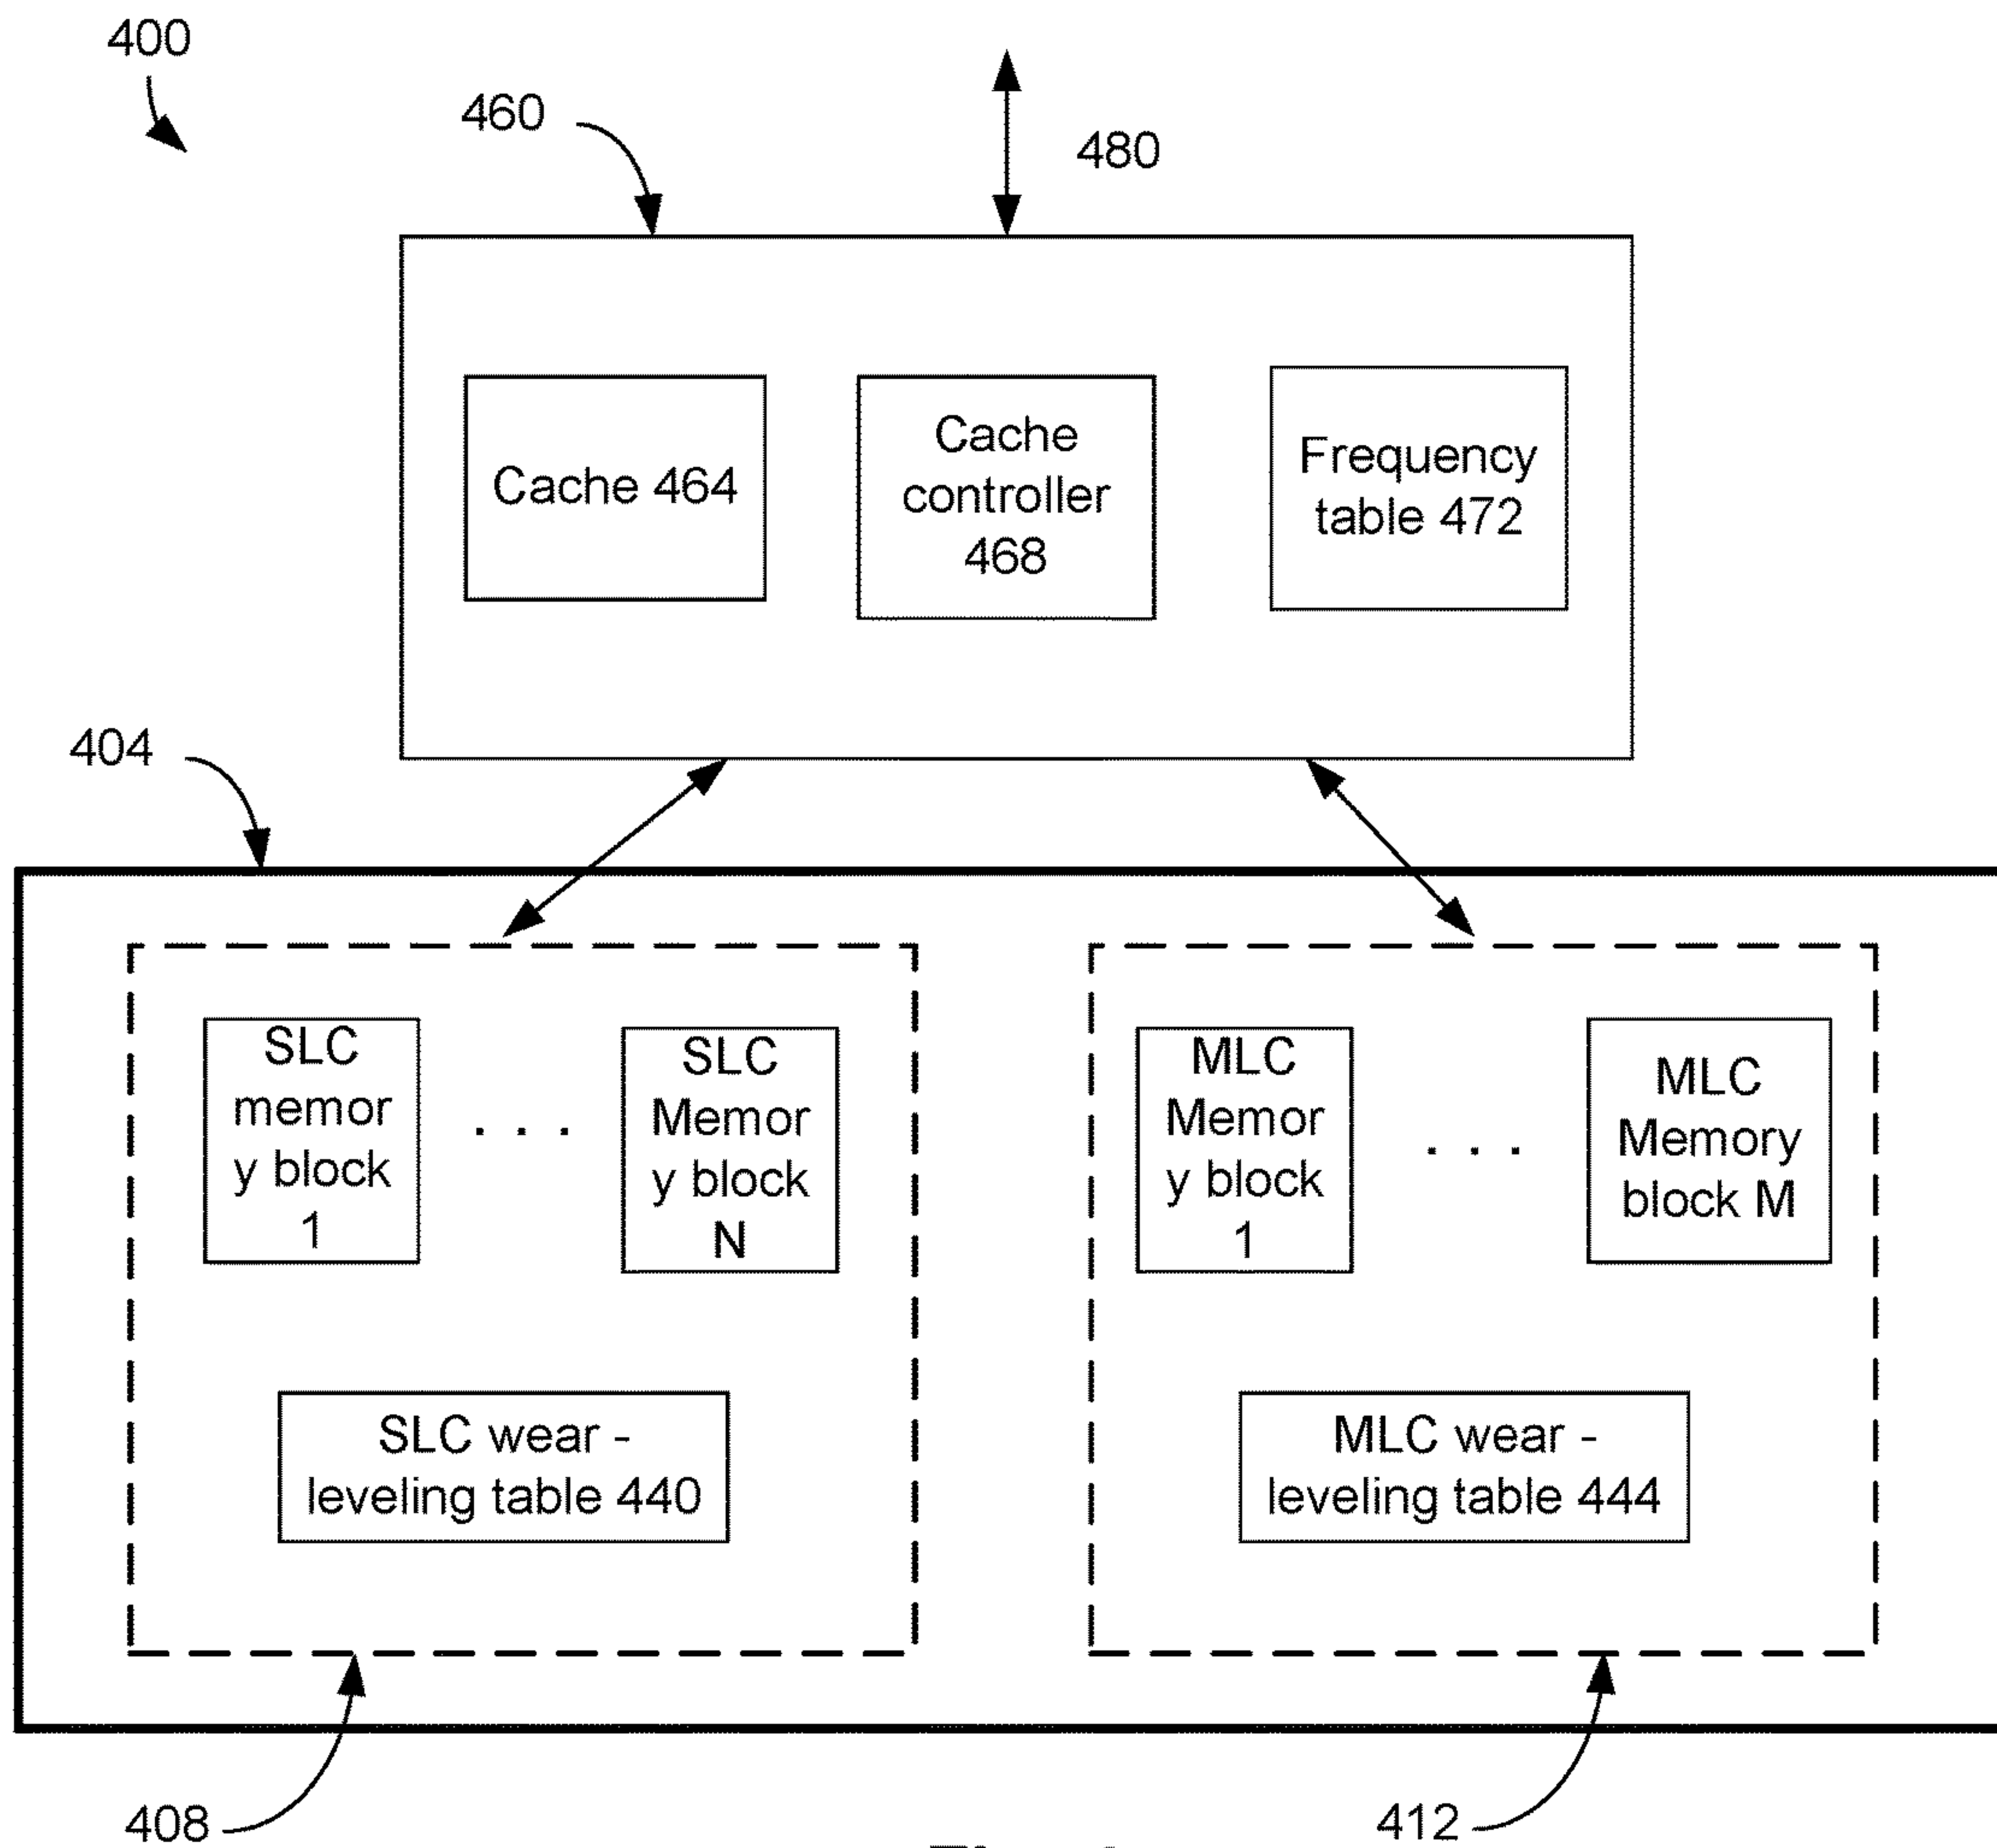 400
460
480
Cache 464
Cache
controller
468
Frequency
table 472
404
SLC
memor
y block
1
. . .
SLC
Memor
y block
N
MLC
Memor
y block
1
. . .
MLC
Memory
block M
SLC wear -
leveling table 440
MLC wear -
leveling table 444
408
412